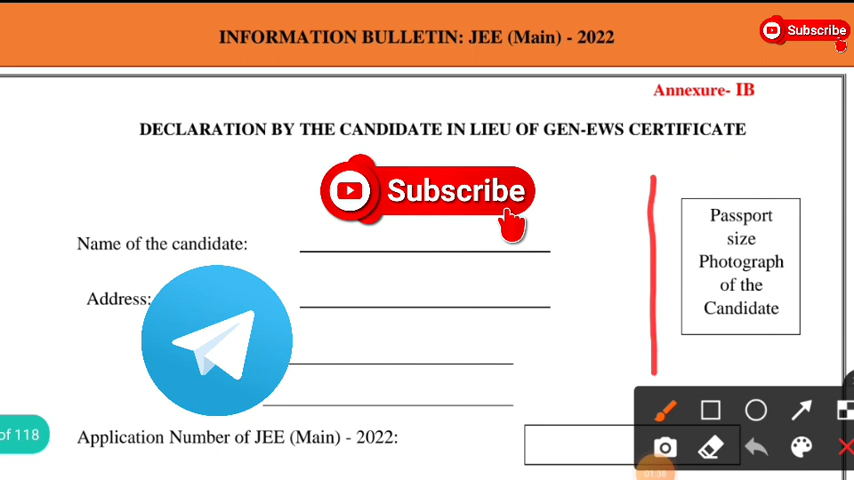 INFORMATION BULLETIN: JEE (Main) - 2022
Subscribe
Annexure- IB
DECLARATION BY THE CANDIDATE IN LIEU OF GEN-EWS CERTIFICATE
Subscribe
Passport
size
Photograph
of the
Candidate
Name of the candidate:
Address:
of 118
Application Number of JEE (Main) - 2022:
01:38